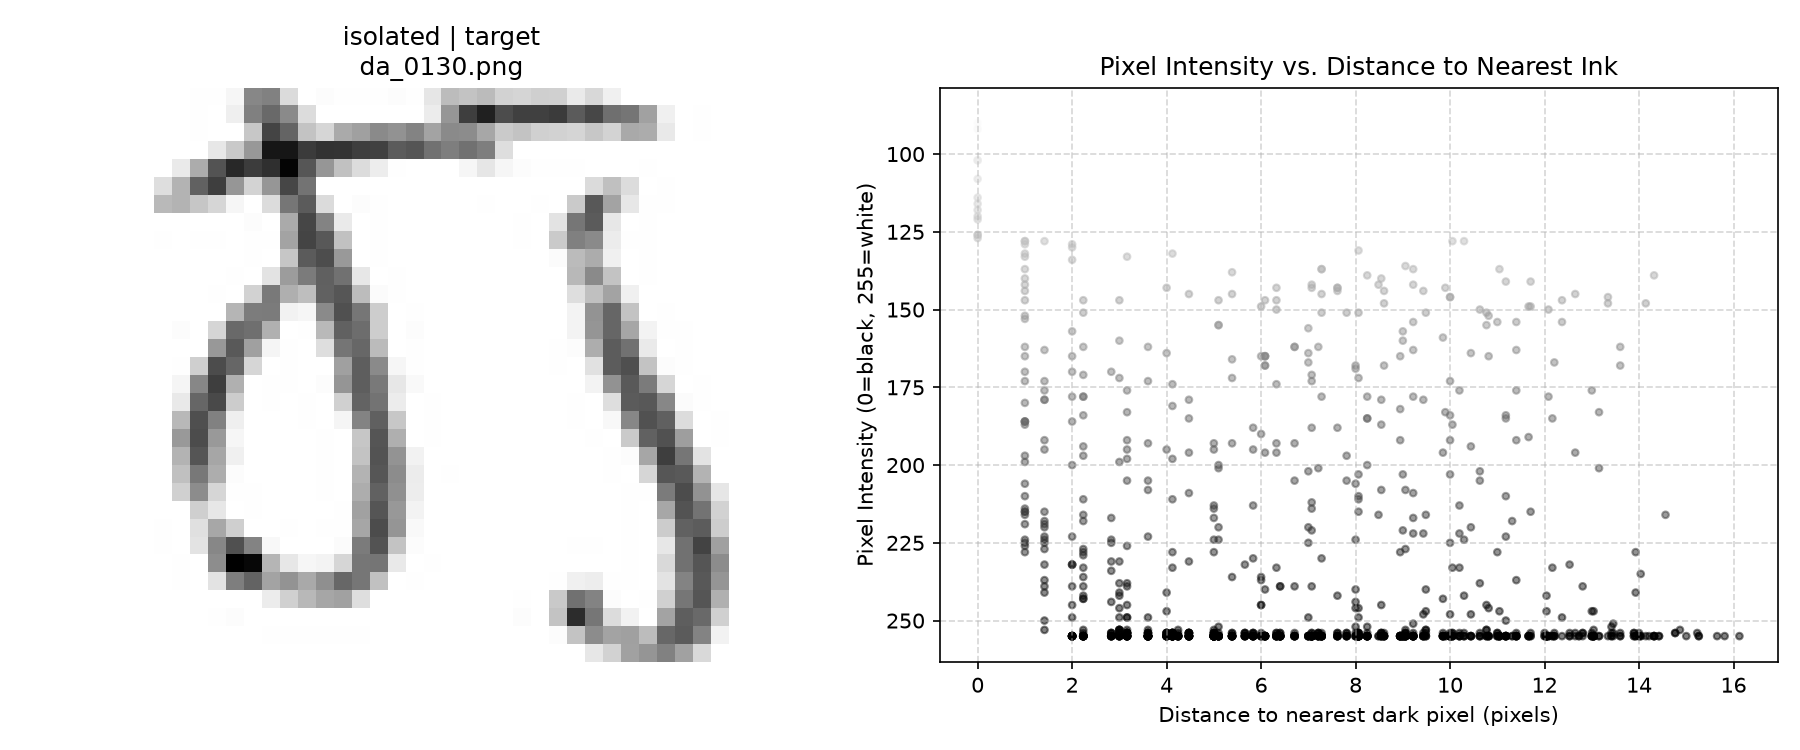 isolated | target
da_0130.png
Pixel Intensity vs. Distance to Nearest Ink
Pixel Intensity (0=black, 255=white)
100
125
150
175
200
225
250
0 2 4 6 8 10 12 14 16
Distance to nearest dark pixel (pixels)